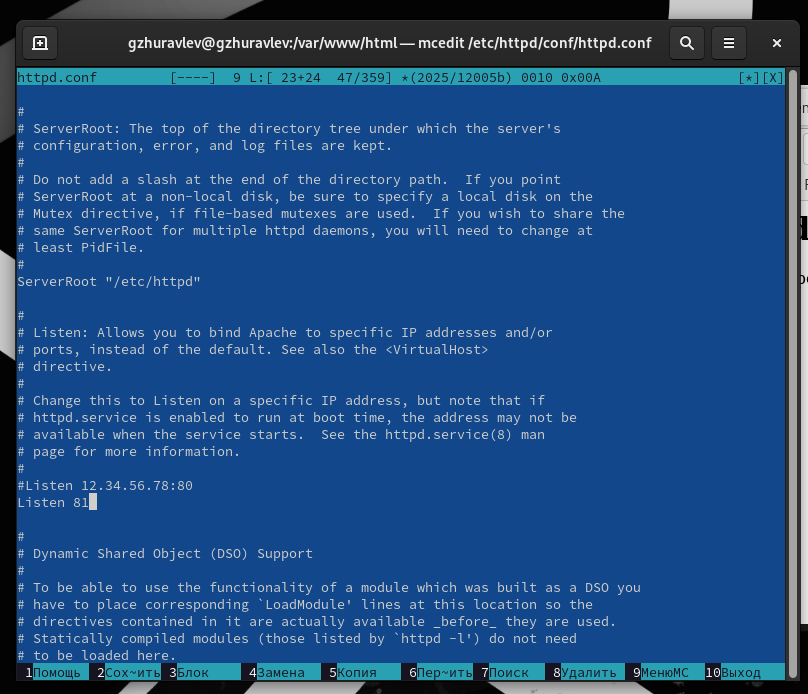 gzhuravlev@gzhuravlev:/var/www/html — mcedit /etc/httpd/conf/httpd.conf
httpd.conf [----] 9 L:[ 23+24 47/359] *(2025/12005b) 0010 0x00A [*][X]
#
# ServerRoot: The top of the directory tree under which the server's
# configuration, error, and log files are kept.
#
# Do not add a slash at the end of the directory path.  If you point
# ServerRoot at a non-local disk, be sure to specify a local disk on the
# Mutex directive, if file-based mutexes are used.  If you wish to share the
# same ServerRoot for multiple httpd daemons, you will need to change at
# least PidFile.
#
ServerRoot "/etc/httpd"
#
# Listen: Allows you to bind Apache to specific IP addresses and/or
# ports, instead of the default. See also the <VirtualHost>
# directive.
#
# Change this to Listen on a specific IP address, but note that if
# httpd.service is enabled to run at boot time, the address may not be
# available when the service starts.  See the httpd.service(8) man
# page for more information.
#
#Listen 12.34.56.78:80
Listen 81
#
# Dynamic Shared Object (DSO) Support
#
# To be able to use the functionality of a module which was built as a DSO you
# have to place corresponding `LoadModule' lines at this location so the
# directives contained in it are actually available _before_ they are used.
# Statically compiled modules (those listed by `httpd -l') do not need
# to be loaded here.
1Помощь 2Сох~ить 3Блок 4Замена 5Копия 6Пер~ить 7Поиск 8Удалить 9МенюMC 10Выход